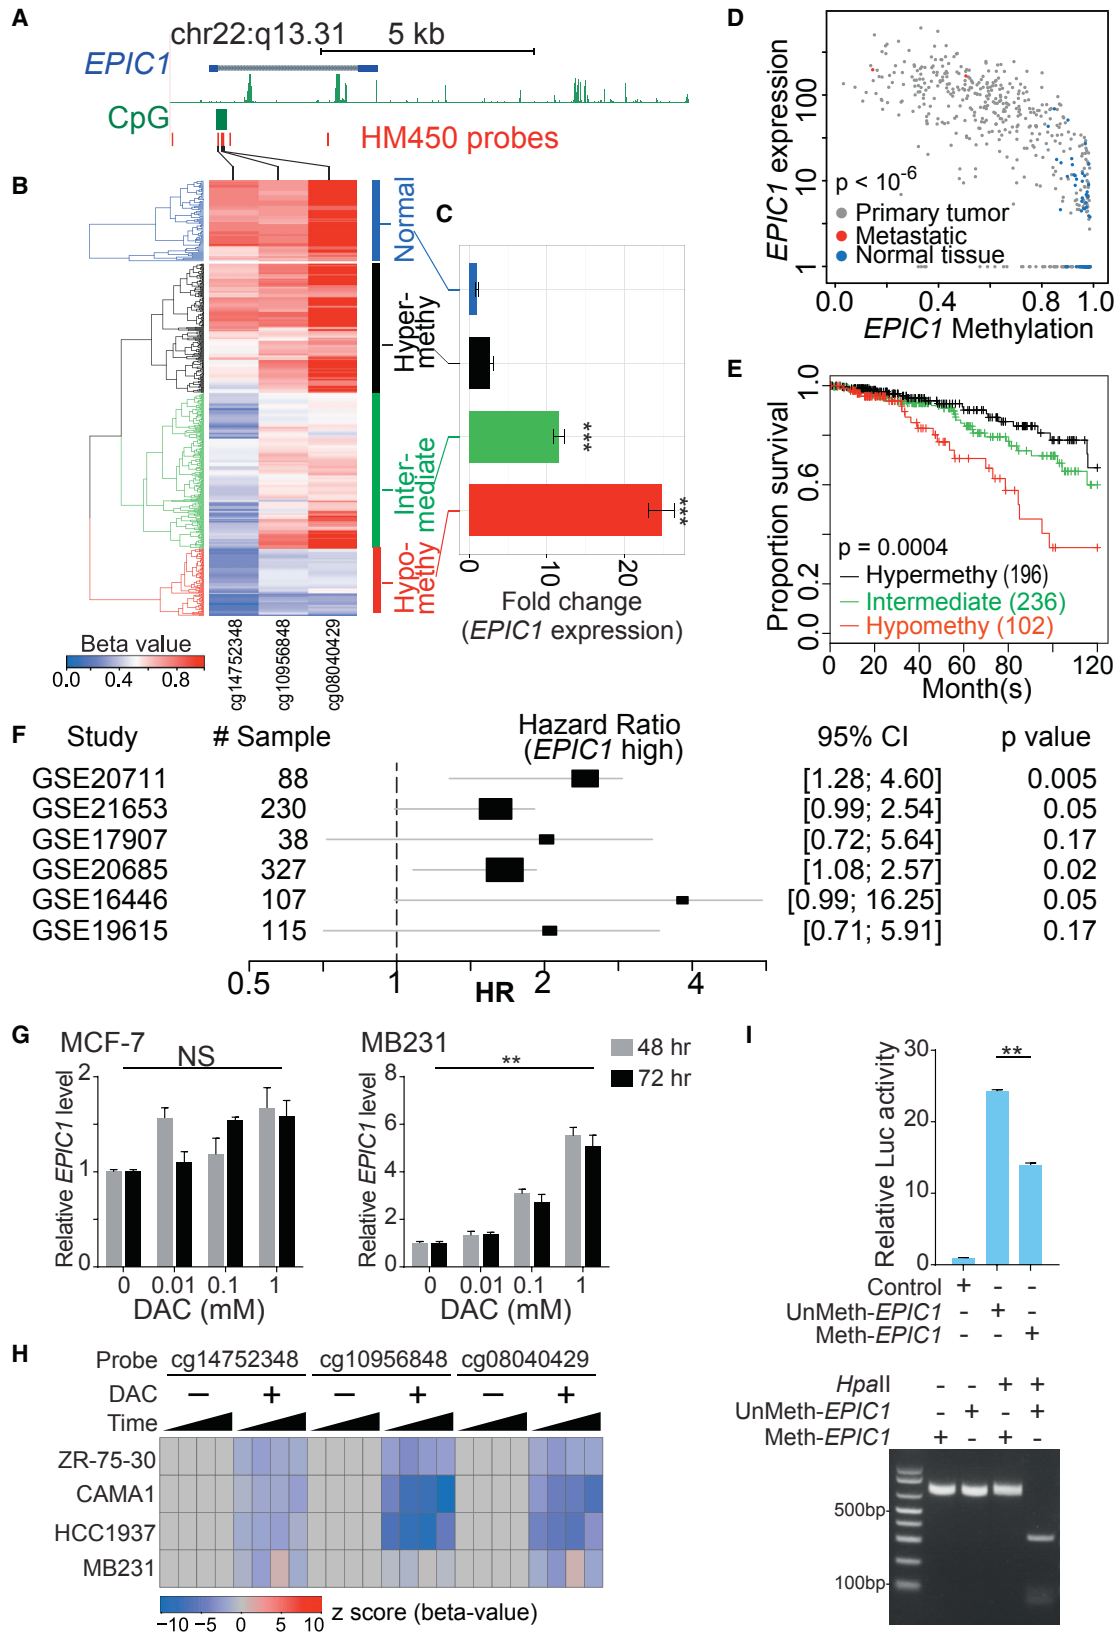 A
chr22:q13.31
5 kb
EPIC1
CpG
HM450 probes
B
Normal
Hyper-
methy
Inter-
mediate
Hypo-
methy
Beta value
0.0 0.4 0.8
cg14752348
cg10956848
cg08040429
C
***
***
0 10 20
Fold change
(EPIC1 expression)
D
EPIC1 expression
100
10
1
p < 10-6
Primary tumor
Metastatic
Normal tissue
0.0 0.4 0.8 1.0
EPIC1 Methylation
E
Proportion survival
1.0
0.6
0.2
0.0
p = 0.0004
Hypermethy (196)
Intermediate (236)
Hypomethy (102)
0 20 40 60 80 120
Month(s)
F
Study # Sample Hazard Ratio (EPIC1 high) 95% CI p value
GSE20711 88 [1.28; 4.60] 0.005
GSE21653 230 [0.99; 2.54] 0.05
GSE17907 38 [0.72; 5.64] 0.17
GSE20685 327 [1.08; 2.57] 0.02
GSE16446 107 [0.99; 16.25] 0.05
GSE19615 115 [0.71; 5.91] 0.17
0.5 1 2 4
HR
G
MCF-7
NS
Relative EPIC1 level
2
1
0
0 0.01 0.1 1
DAC (mM)
MB231
**
48 hr
72 hr
Relative EPIC1 level
8
6
4
2
0
0 0.01 0.1 1
DAC (mM)
H
Probe cg14752348 cg10956848 cg08040429
DAC − + − + − +
Time
ZR-75-30
CAMA1
HCC1937
MB231
−10 −5 0 5 10
z score (beta-value)
I
Relative Luc activity
30
20
10
0
**
Control + - -
UnMeth-EPIC1 - + -
Meth-EPIC1 - - +
HpaII - - + +
UnMeth-EPIC1 - + - +
Meth-EPIC1 + - + -
500bp
100bp